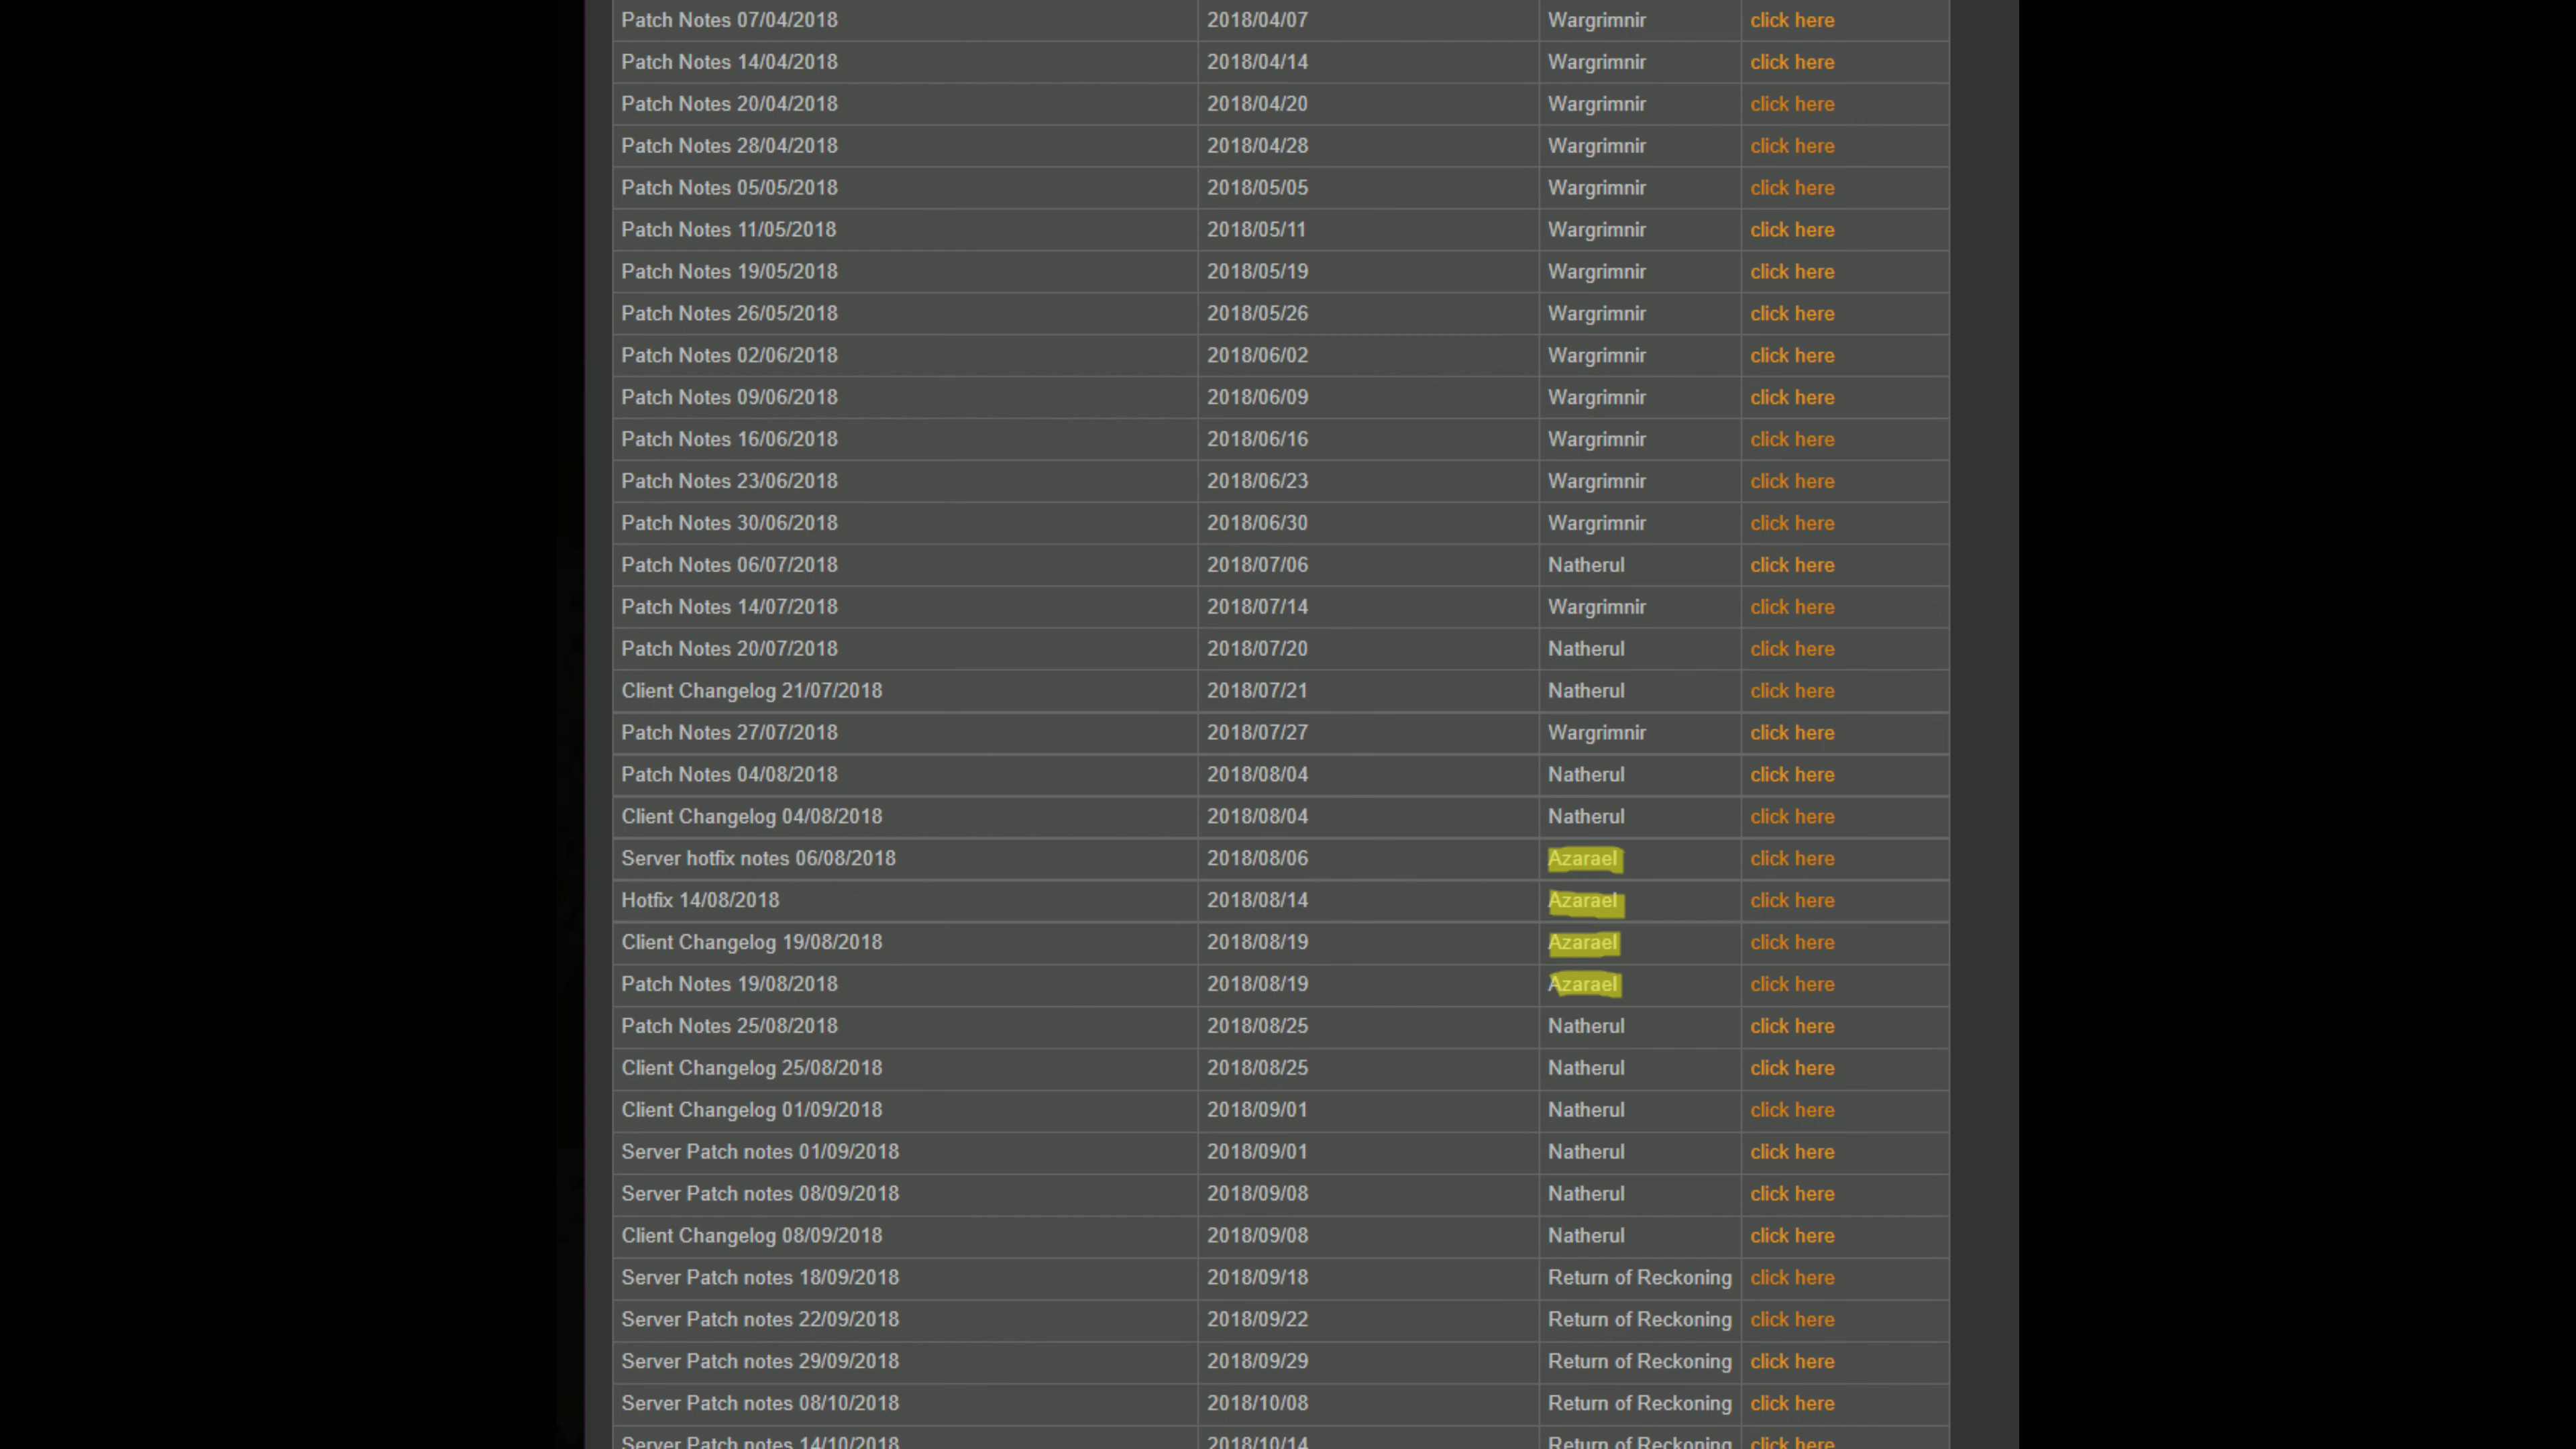 Patch Notes 07/04/2018 2018/04/07 Wargrimnir click here
Patch Notes 14/04/2018 2018/04/14 Wargrimnir click here
Patch Notes 20/04/2018 2018/04/20 Wargrimnir click here
Patch Notes 28/04/2018 2018/04/28 Wargrimnir click here
Patch Notes 05/05/2018 2018/05/05 Wargrimnir click here
Patch Notes 11/05/2018 2018/05/11 Wargrimnir click here
Patch Notes 19/05/2018 2018/05/19 Wargrimnir click here
Patch Notes 26/05/2018 2018/05/26 Wargrimnir click here
Patch Notes 02/06/2018 2018/06/02 Wargrimnir click here
Patch Notes 09/06/2018 2018/06/09 Wargrimnir click here
Patch Notes 16/06/2018 2018/06/16 Wargrimnir click here
Patch Notes 23/06/2018 2018/06/23 Wargrimnir click here
Patch Notes 30/06/2018 2018/06/30 Wargrimnir click here
Patch Notes 06/07/2018 2018/07/06 Natherul click here
Patch Notes 14/07/2018 2018/07/14 Wargrimnir click here
Patch Notes 20/07/2018 2018/07/20 Natherul click here
Client Changelog 21/07/2018 2018/07/21 Natherul click here
Patch Notes 27/07/2018 2018/07/27 Wargrimnir click here
Patch Notes 04/08/2018 2018/08/04 Natherul click here
Client Changelog 04/08/2018 2018/08/04 Natherul click here
Server hotfix notes 06/08/2018 2018/08/06 Azarael click here
Hotfix 14/08/2018 2018/08/14 Azarael click here
Client Changelog 19/08/2018 2018/08/19 Azarael click here
Patch Notes 19/08/2018 2018/08/19 Azarael click here
Patch Notes 25/08/2018 2018/08/25 Natherul click here
Client Changelog 25/08/2018 2018/08/25 Natherul click here
Client Changelog 01/09/2018 2018/09/01 Natherul click here
Server Patch notes 01/09/2018 2018/09/01 Natherul click here
Server Patch notes 08/09/2018 2018/09/08 Natherul click here
Client Changelog 08/09/2018 2018/09/08 Natherul click here
Server Patch notes 18/09/2018 2018/09/18 Return of Reckoning click here
Server Patch notes 22/09/2018 2018/09/22 Return of Reckoning click here
Server Patch notes 29/09/2018 2018/09/29 Return of Reckoning click here
Server Patch notes 08/10/2018 2018/10/08 Return of Reckoning click here
Server Patch notes 14/10/2018 2018/10/14 Return of Reckoning click here